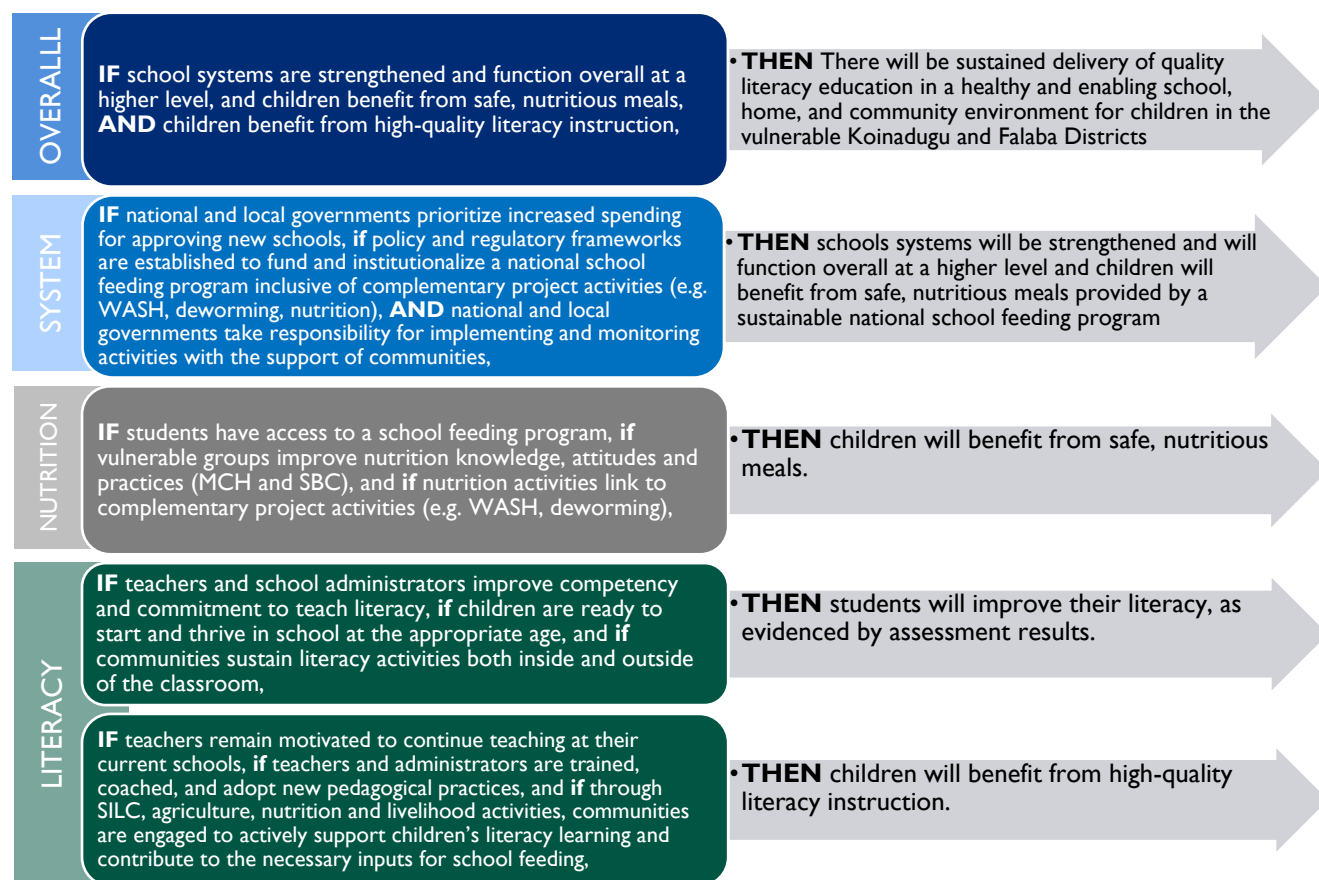 OVERALLL
IF school systems are strengthened and function overall at a
higher level, and children benefit from safe, nutritious meals,
AND children benefit from high-quality literacy instruction,
• THEN There will be sustained delivery of quality
literacy education in a healthy and enabling school,
home, and community environment for children in the
vulnerable Koinadugu and Falaba Districts
SYSTEM
IF national and local governments prioritize increased spending
for approving new schools, if policy and regulatory frameworks
are established to fund and institutionalize a national school
feeding program inclusive of complementary project activities (e.g.
WASH, deworming, nutrition), AND national and local
governments take responsibility for implementing and monitoring
activities with the support of communities,
• THEN schools systems will be strengthened and will
function overall at a higher level and children will
benefit from safe, nutritious meals provided by a
sustainable national school feeding program
NUTRITION
IF students have access to a school feeding program, if
vulnerable groups improve nutrition knowledge, attitudes and
practices (MCH and SBC), and if nutrition activities link to
complementary project activities (e.g. WASH, deworming),
• THEN children will benefit from safe, nutritious
meals.
LITERACY
IF teachers and school administrators improve competency
and commitment to teach literacy, if children are ready to
start and thrive in school at the appropriate age, and if
communities sustain literacy activities both inside and outside
of the classroom,
• THEN students will improve their literacy, as
evidenced by assessment results.
IF teachers remain motivated to continue teaching at their
current schools, if teachers and administrators are trained,
coached, and adopt new pedagogical practices, and if through
SILC, agriculture, nutrition and livelihood activities, communities
are engaged to actively support children's literacy learning and
contribute to the necessary inputs for school feeding,
• THEN children will benefit from high-quality
literacy instruction.